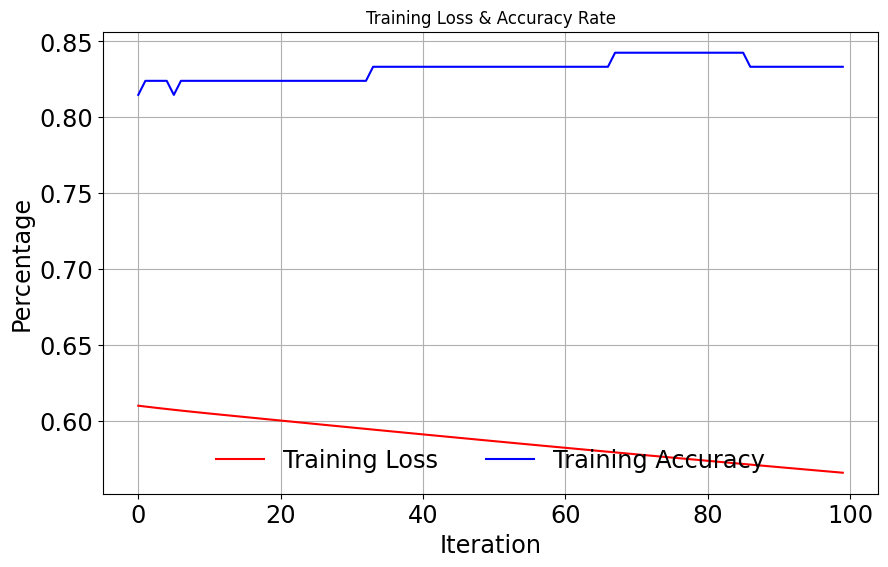 Training Loss & Accuracy Rate
0.85
0.80
0.75
0.70
0.65
0.60
Percentage
Training Loss
Training Accuracy
0 20 40 60 80 100
Iteration